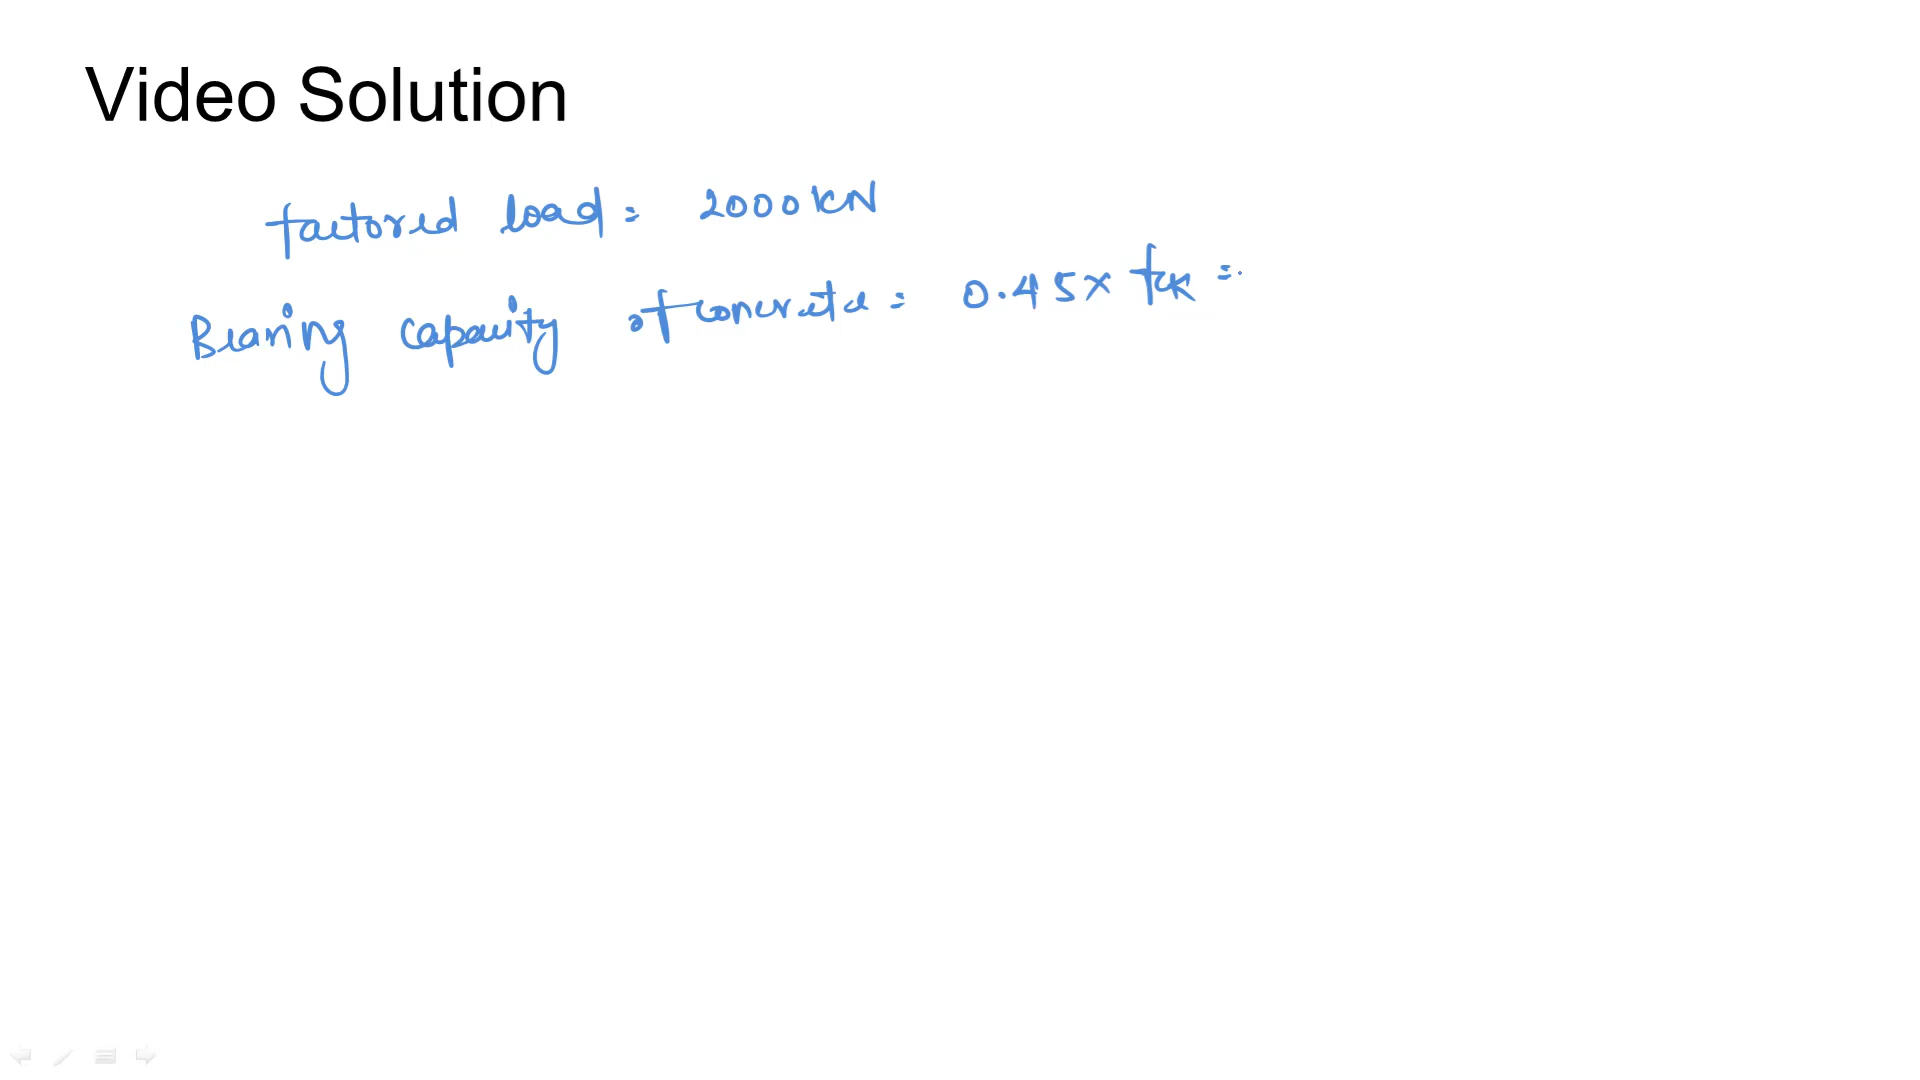 Video Solution
factored load = 2000 kN
Bearing capacity of concrete = 0.45 x fck =